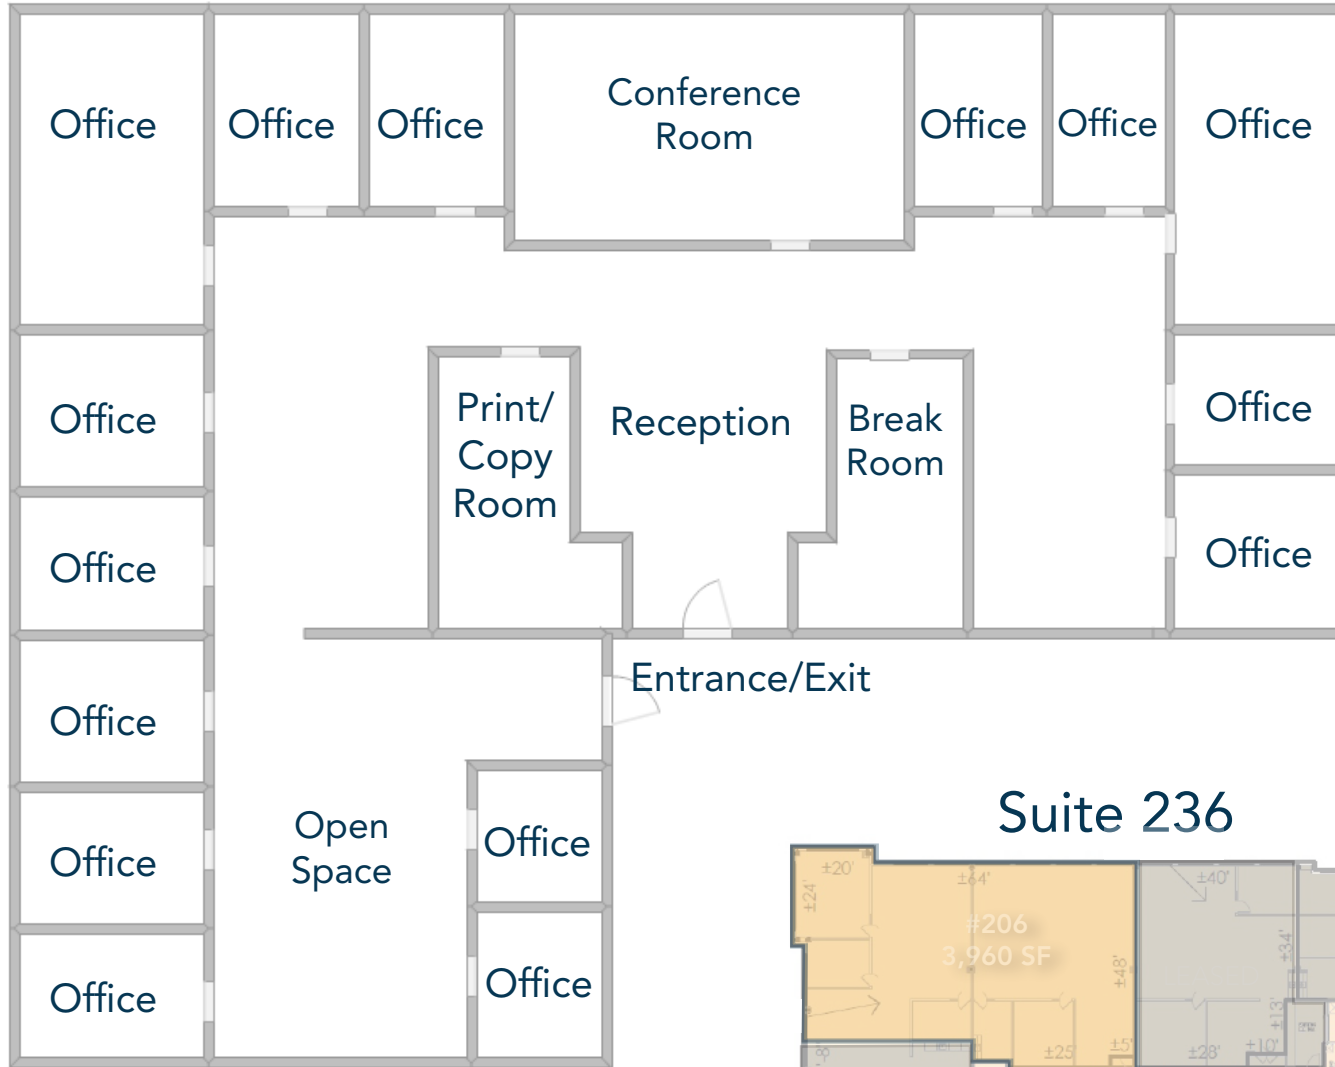 Office
Office
Office
Conference
Room
Office
Office
Office
Office
Print/
Copy
Room
Reception
Break
Room
Office
Office
Office
Office
Entrance/Exit
Office
Office
Open
Space
Office
Office
Office
Suite 236
±20'
±24'
±64'
#206
3,960 SF
±48'
±25'
±5'
±40'
±34'
±13'
±28'
±10'